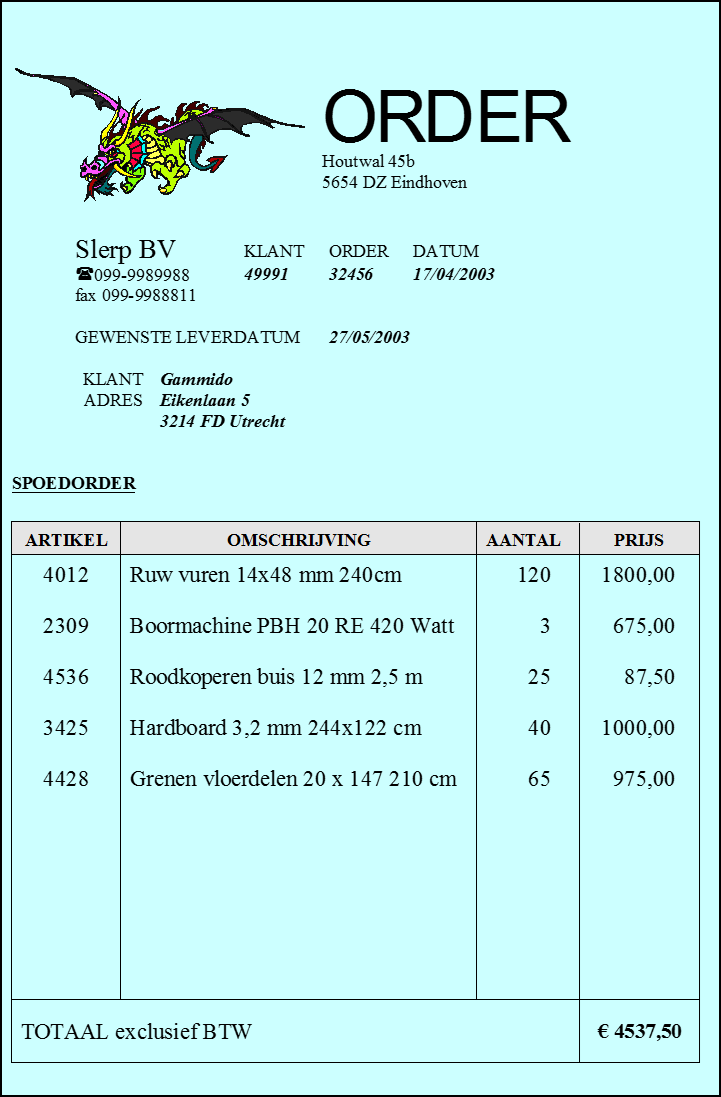 ORDER
Houtwal 45b
5654 DZ Eindhoven
Slerp BV KLANT ORDER DATUM
☎099-9989988 49991 32456 17/04/2003
fax 099-9988811
GEWENSTE LEVERDATUM 27/05/2003
KLANT Gammido
ADRES Eikenlaan 5
3214 FD Utrecht
SPOEDORDER
ARTIKEL OMSCHRIJVING AANTAL PRIJS
4012 Ruw vuren 14x48 mm 240cm 120 1800,00
2309 Boormachine PBH 20 RE 420 Watt 3 675,00
4536 Roodkoperen buis 12 mm 2,5 m 25 87,50
3425 Hardboard 3,2 mm 244x122 cm 40 1000,00
4428 Grenen vloerdelen 20 x 147 210 cm 65 975,00
TOTAAL exclusief BTW € 4537,50